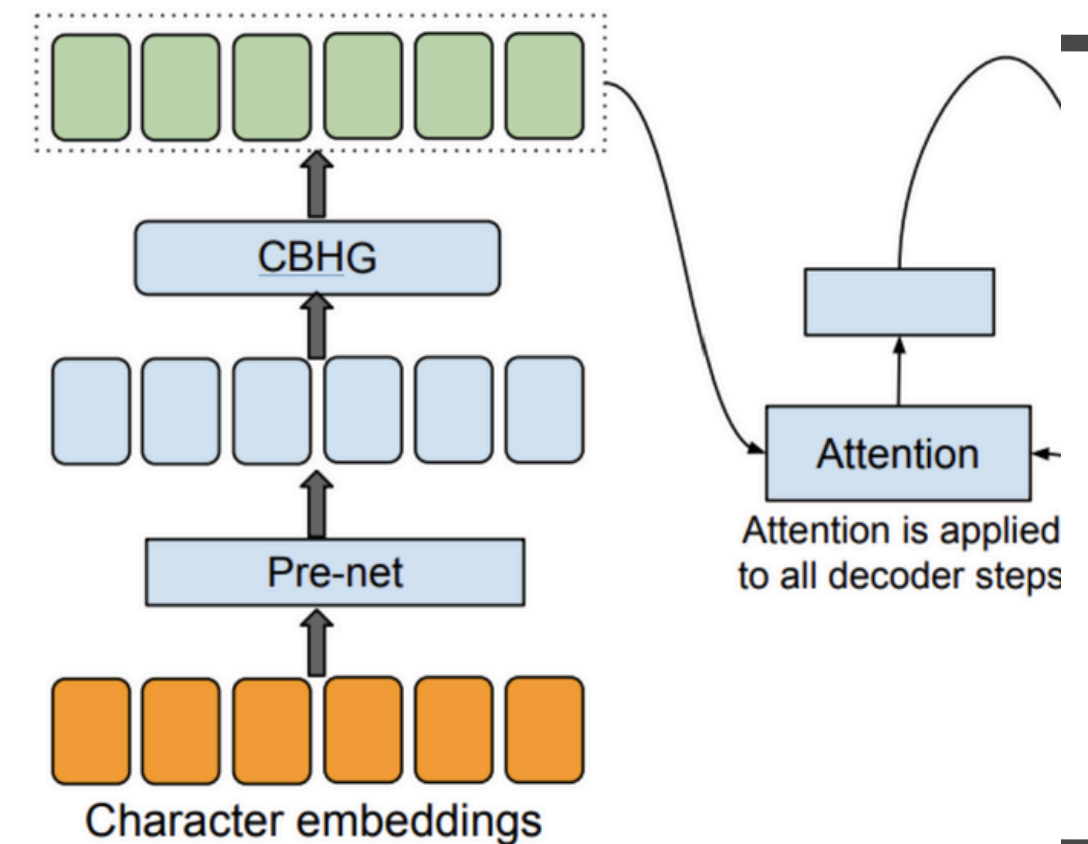 CBHG
Attention
Attention is applied
to all decoder steps
Pre-net
Character embeddings